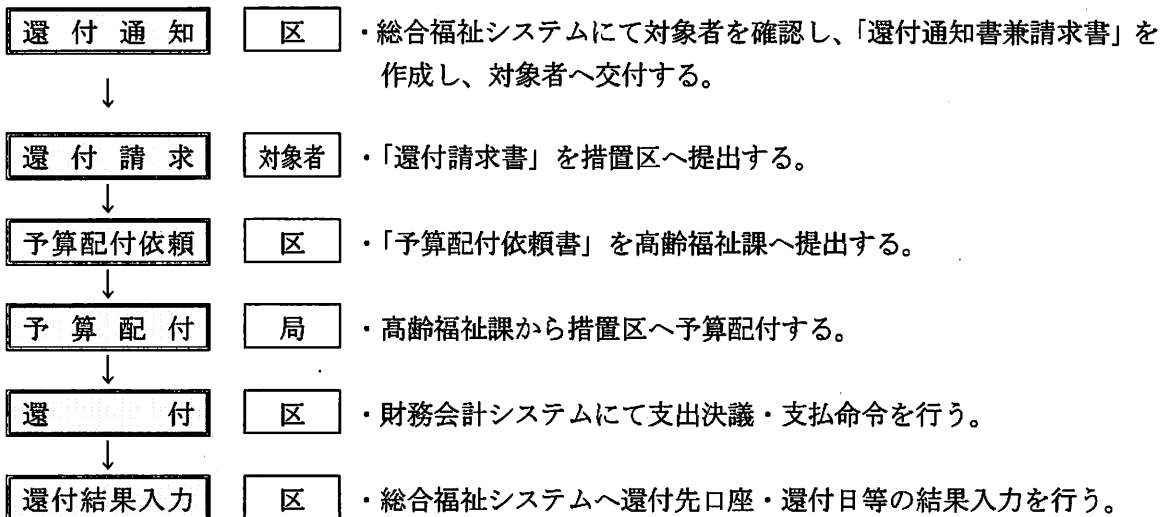 還付通知 区 ・総合福祉システムにて対象者を確認し、「還付通知書兼請求書」を
作成し、対象者へ交付する。
↓
還付請求 対象者 ・「還付請求書」を措置区へ提出する。
↓
予算配付依頼 区 ・「予算配付依頼書」を高齢福祉課へ提出する。
↓
予算配付 局 ・高齢福祉課から措置区へ予算配付する。
↓
還付 区 ・財務会計システムにて支出決議・支払命令を行う。
↓
還付結果入力 区 ・総合福祉システムへ還付先口座・還付日等の結果入力を行う。